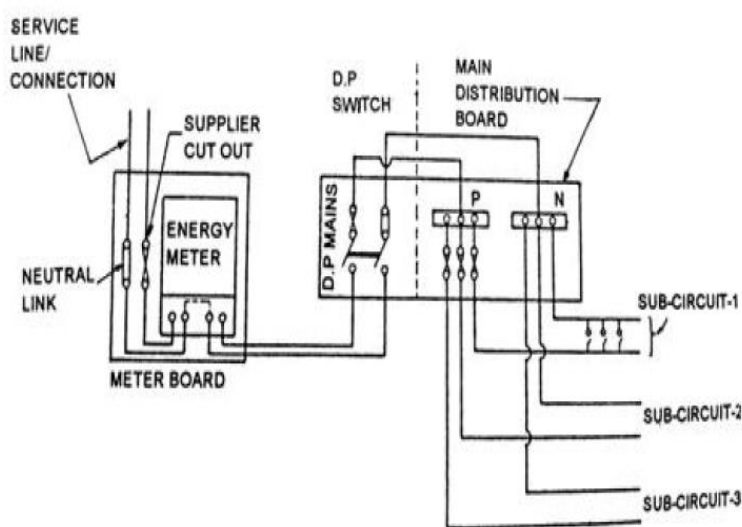 SERVICE
LINE/
CONNECTION
SUPPLIER
CUT OUT
D.P
SWITCH
MAIN
DISTRIBUTION
BOARD
ENERGY
METER
NEUTRAL
LINK
METER BOARD
D.P MAINS
P
N
SUB-CIRCUIT-1
SUB-CIRCUIT-2
SUB-CIRCUIT-3